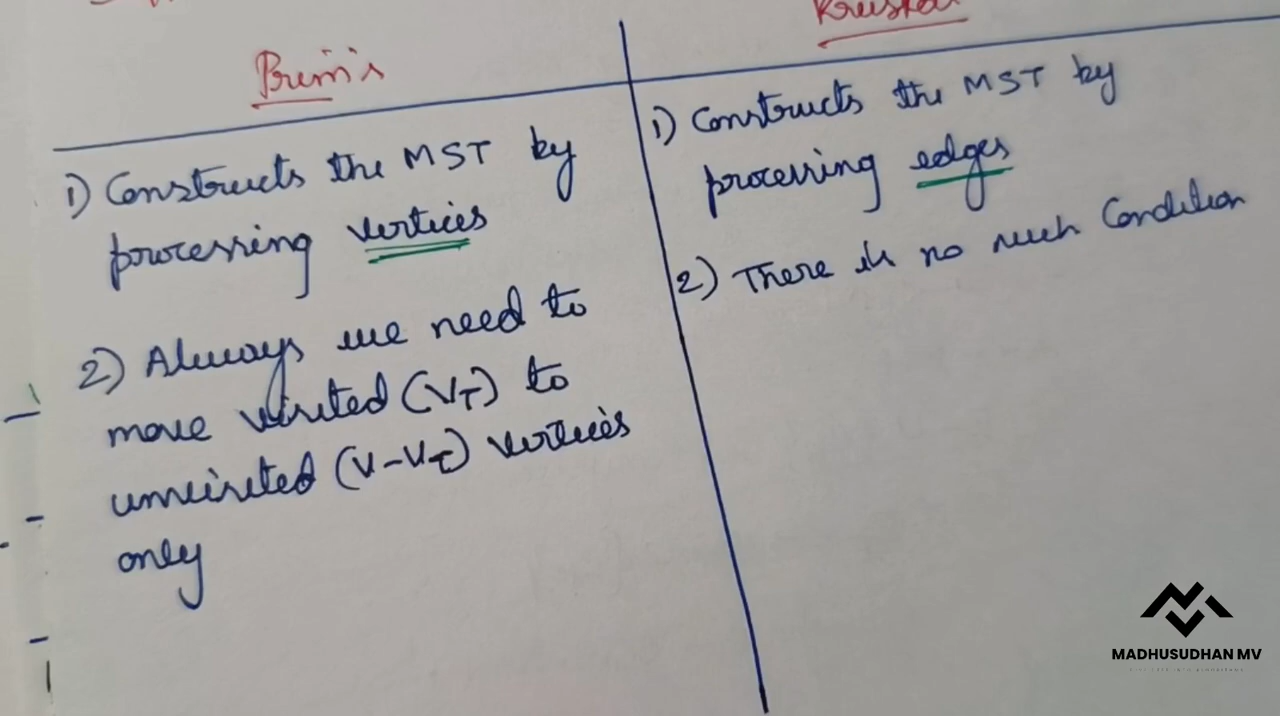 Prim's
1) Constructs the MST by
processing vertices
2) Always we need to
move visited (VT) to
unvisited (V-VT) vertices
only
Kruskal
1) Constructs the MST by
processing edges
2) There is no such Condition
MADHUSUDHAN MV